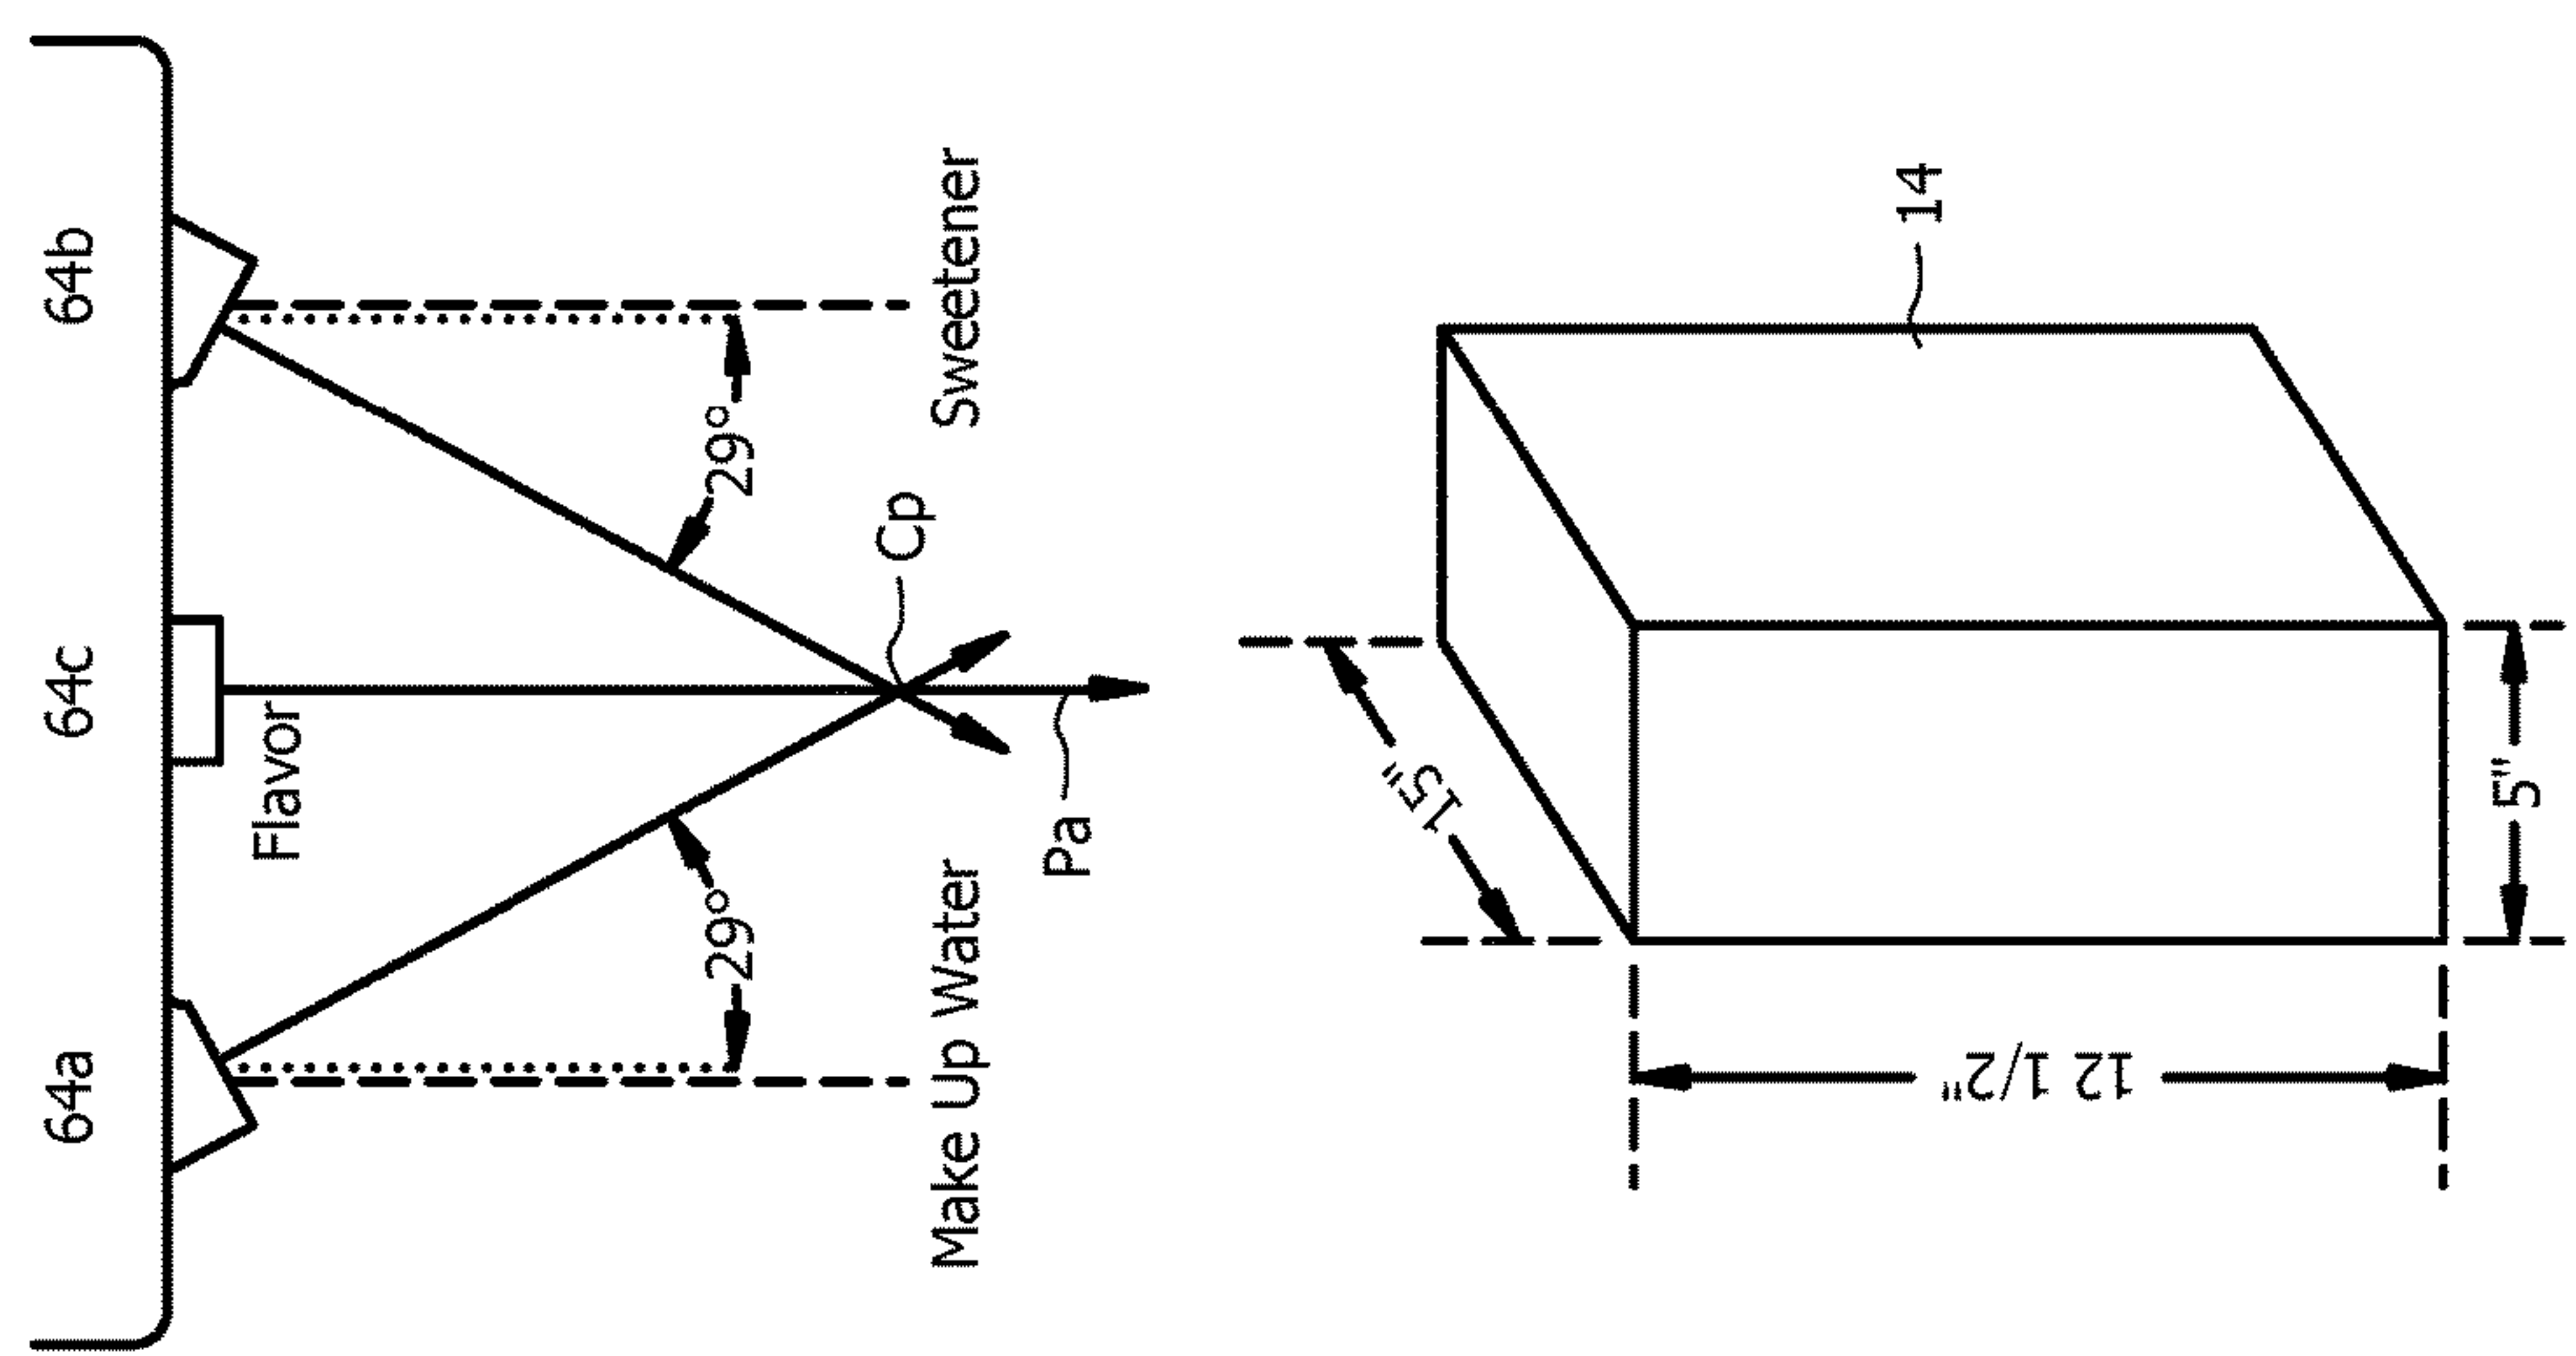 64a
64c
64b
Flavor
29°
29°
Make Up Water
Sweetener
Cp
Pa
15"
14
12 1/2"
5"